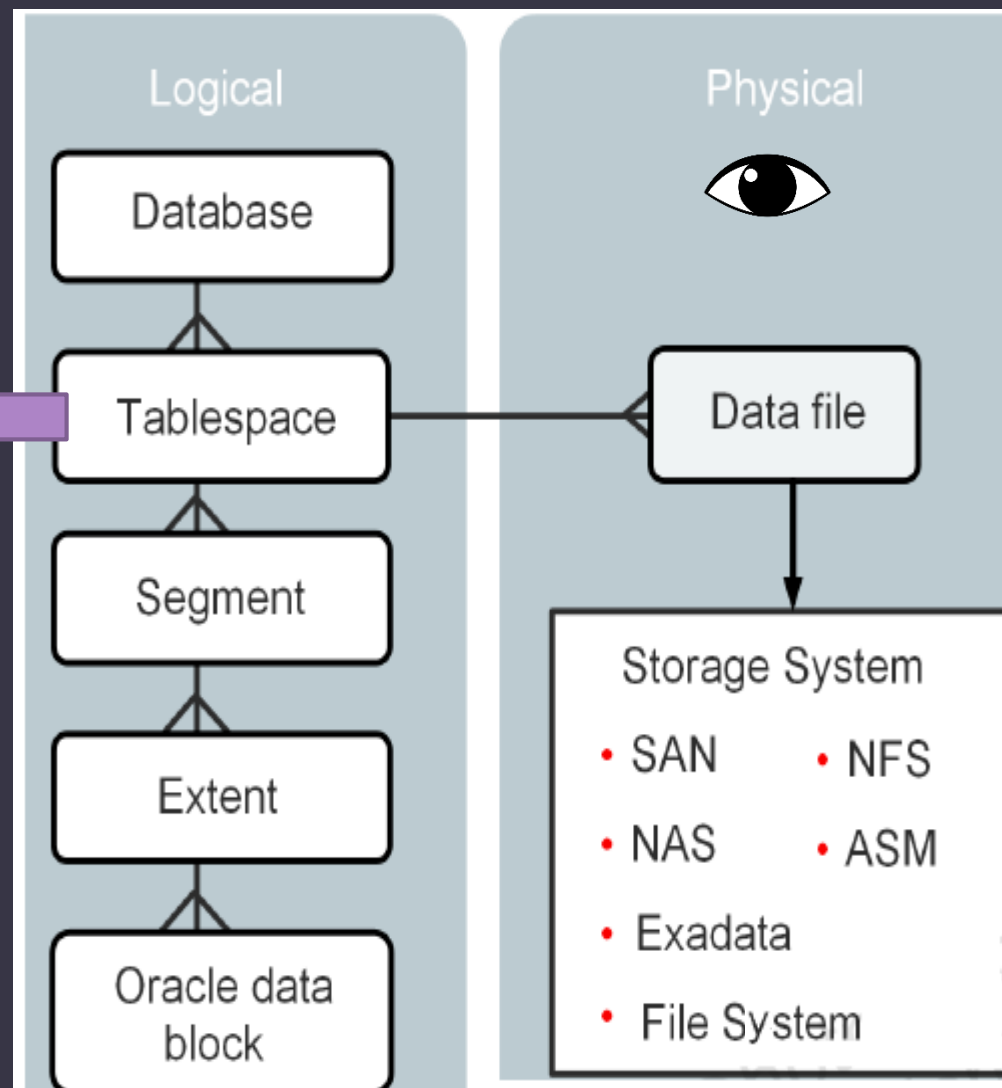 Logical
Database
Tablespace
Segment
Extent
Oracle data
block
Physical
Data file
Storage System
• SAN
• NFS
• NAS
• ASM
• Exadata
• File System